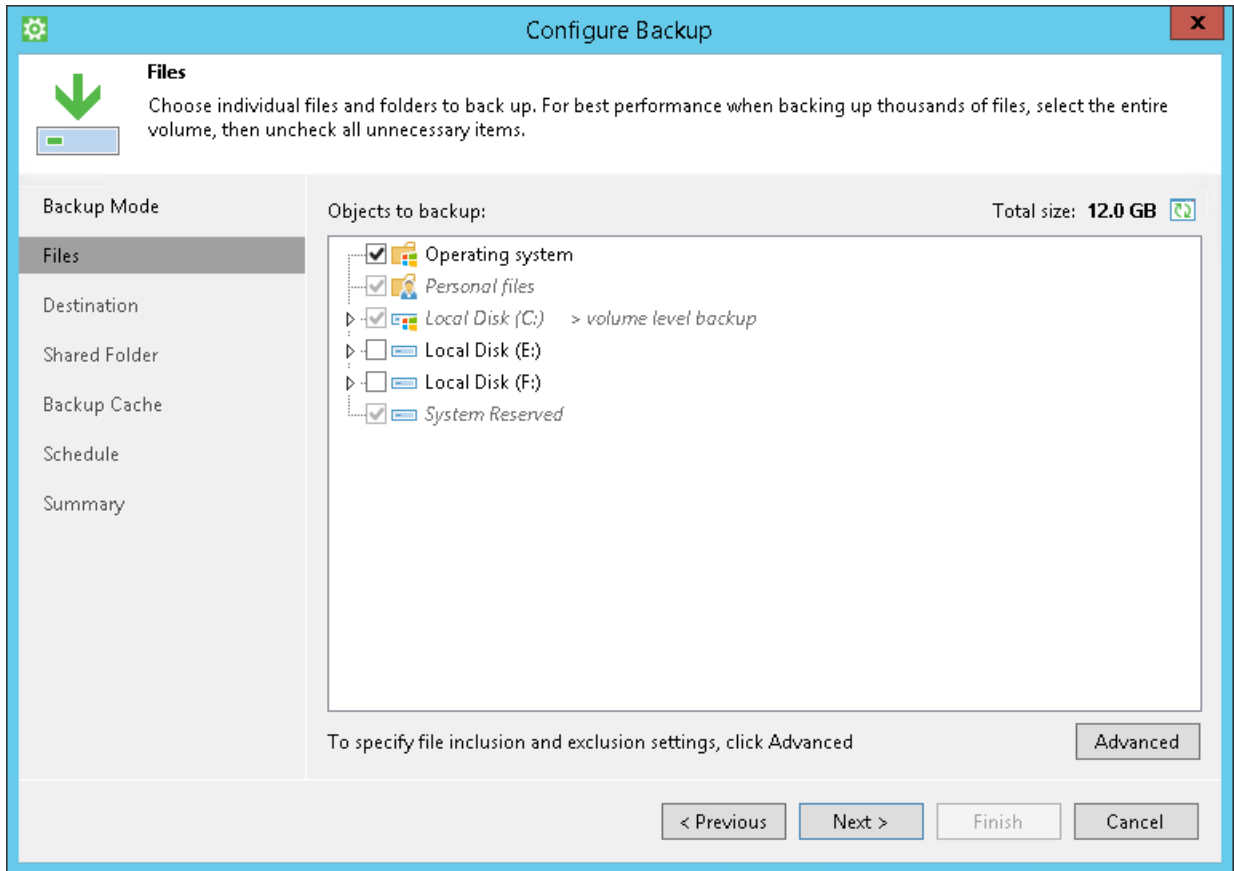 Configure Backup
x
Files
Choose individual files and folders to back up. For best performance when backing up thousands of files, select the entire
volume, then uncheck all unnecessary items.
Backup Mode
Files
Destination
Shared Folder
Backup Cache
Schedule
Summary
Objects to backup:
Total size: 12.0 GB
Operating system
Personal files
Local Disk (C:) > volume level backup
Local Disk (E:)
Local Disk (F:)
System Reserved
To specify file inclusion and exclusion settings, click Advanced
Advanced
< Previous
Next >
Finish
Cancel